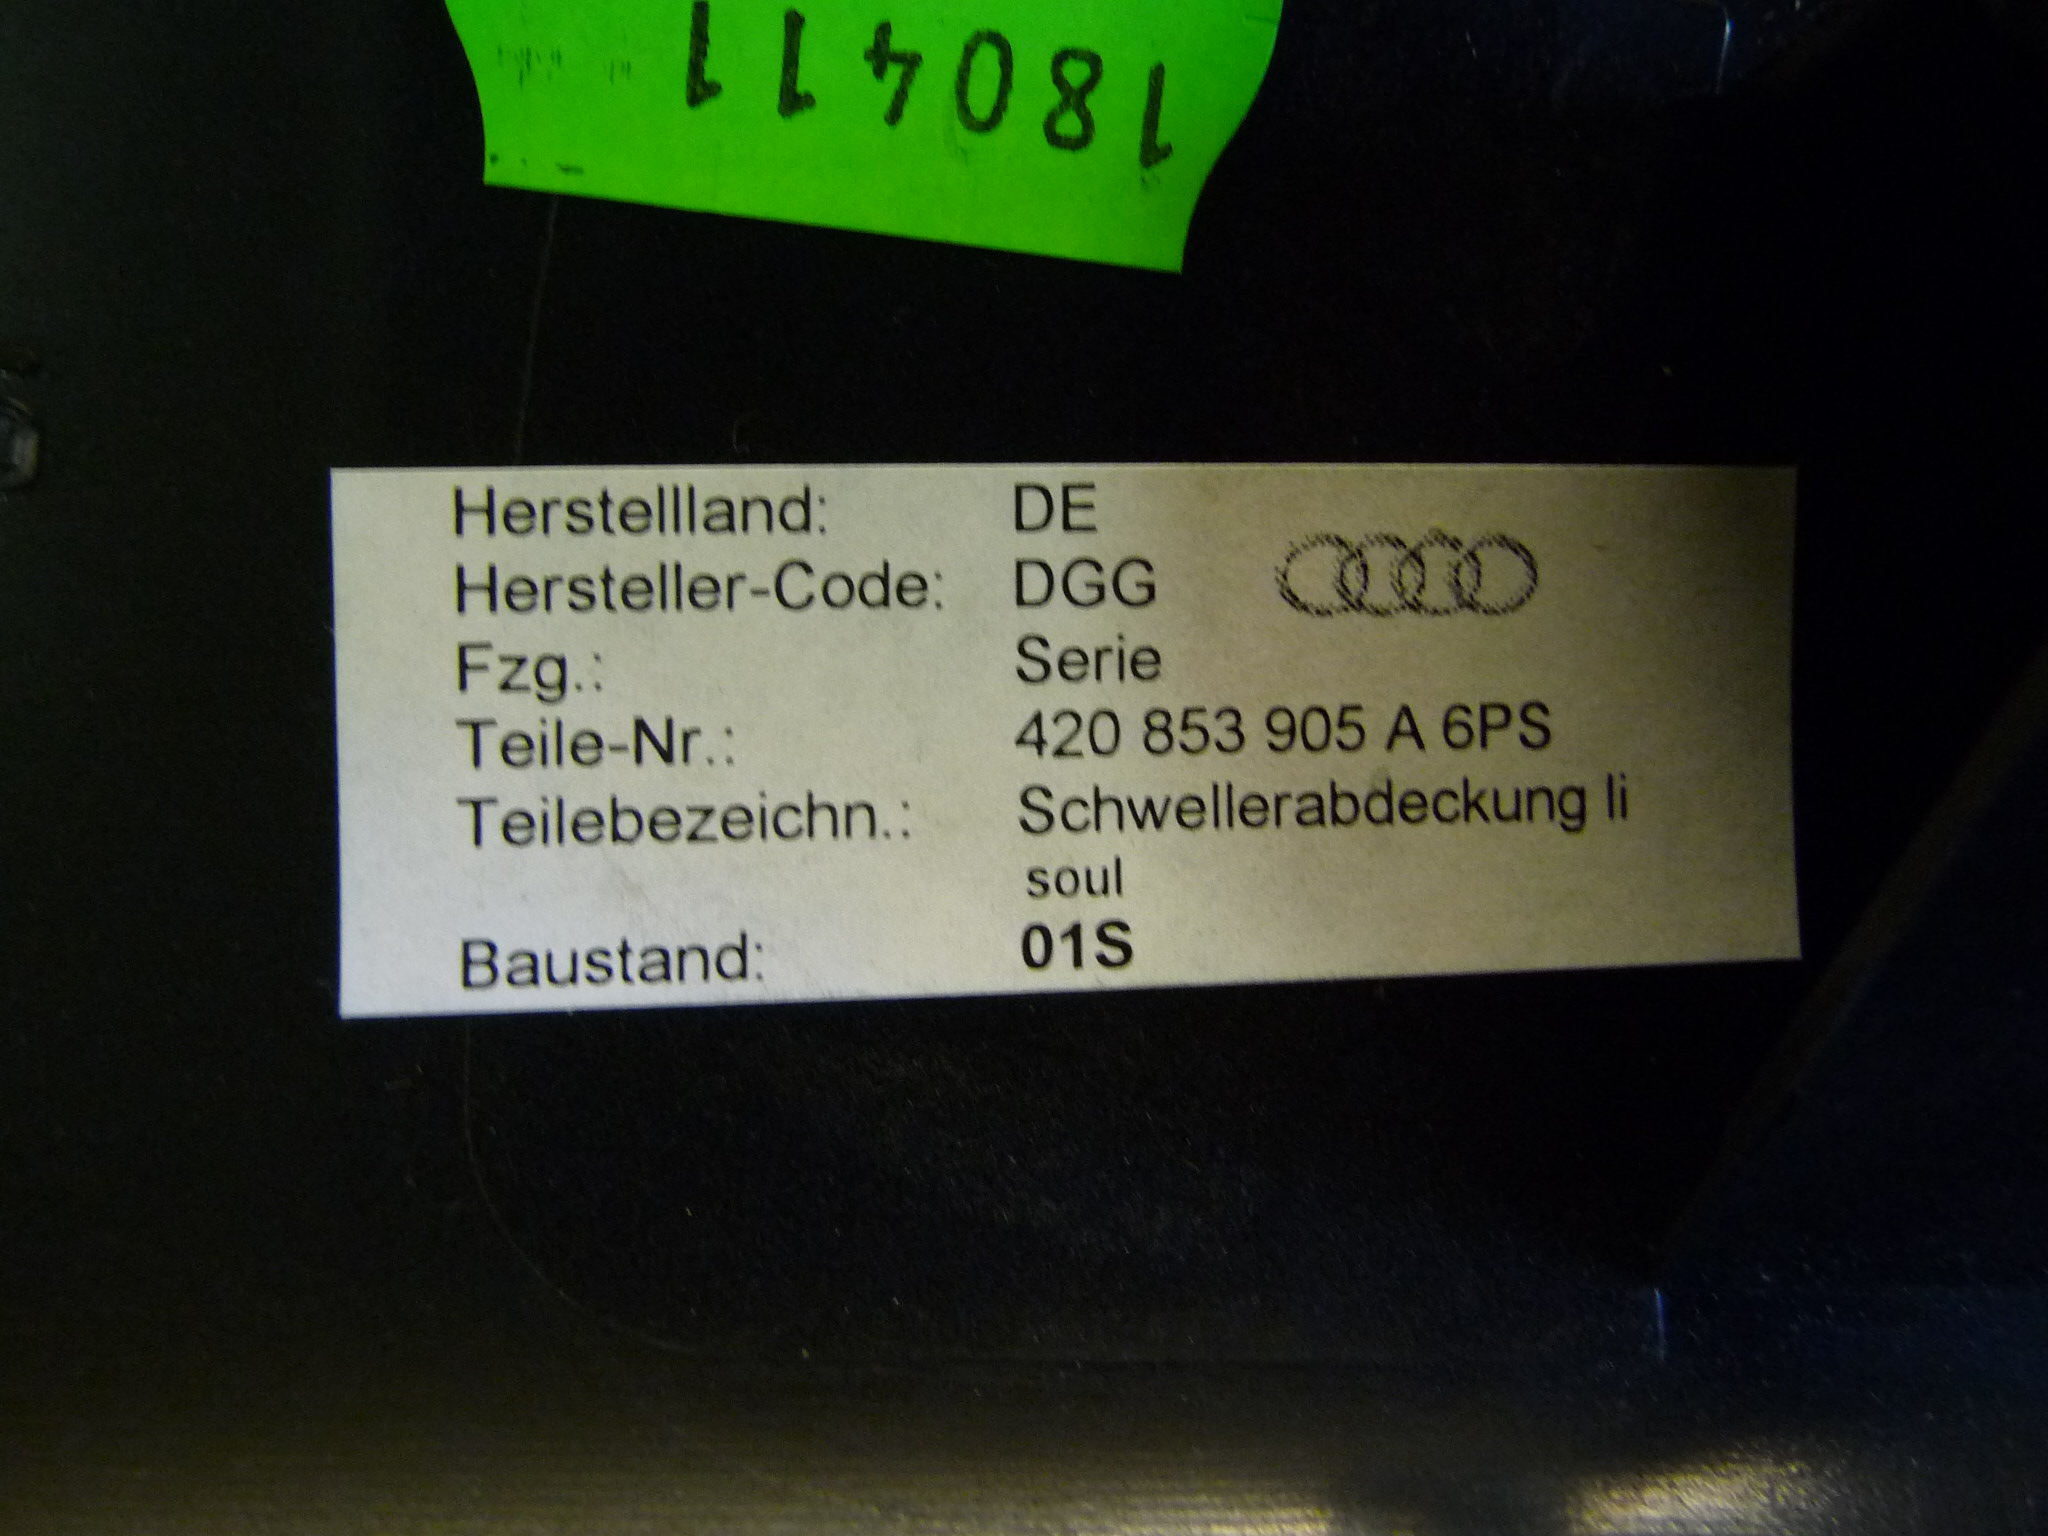 180411
Herstellland: DE
Hersteller-Code: DGG
Fzg.: Serie
Teile-Nr.: 420 853 905 A 6PS
Teilebezeichn.: Schwellerabdeckung li
soul
Baustand: 01S